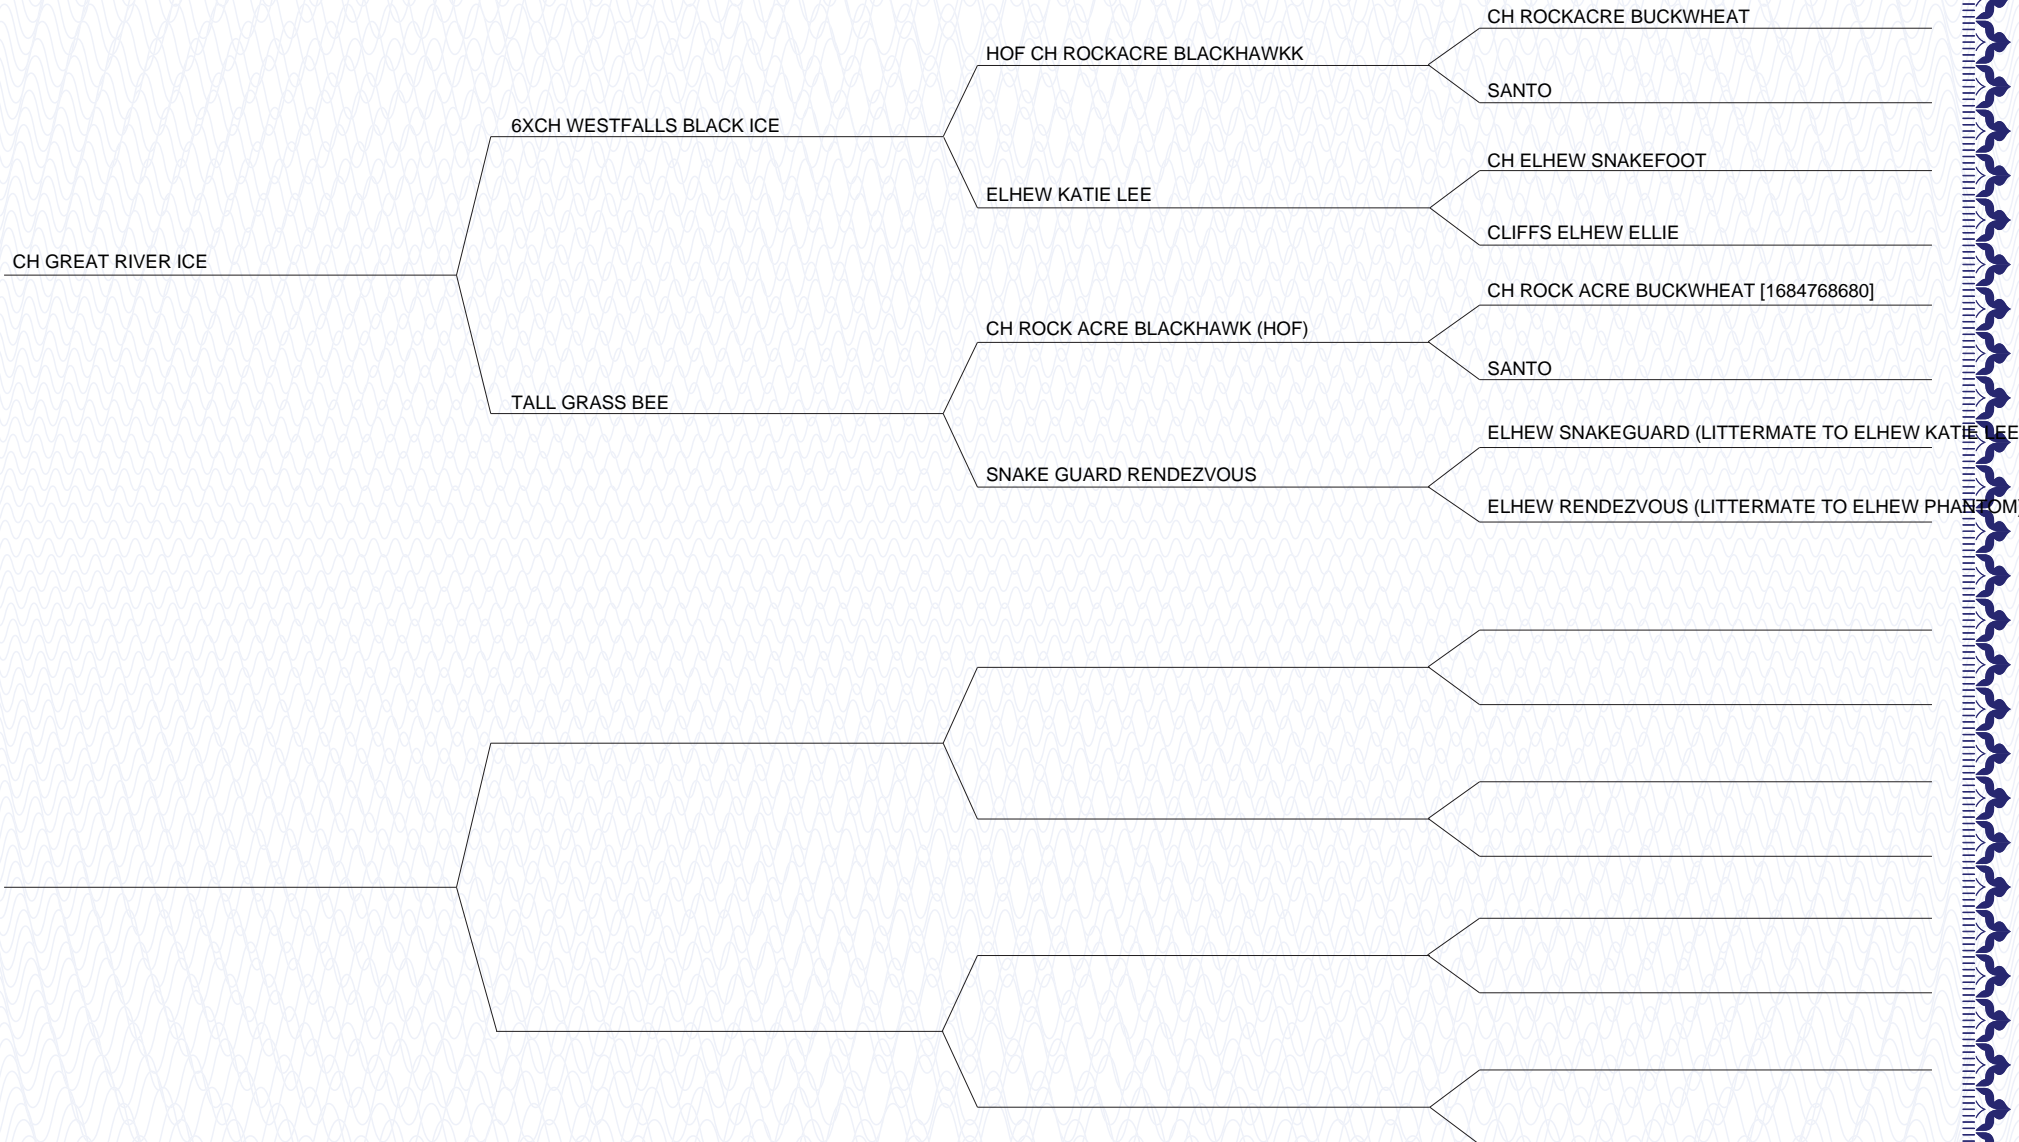 CH ROCKACRE BUCKWHEAT
HOF CH ROCKACRE BLACKHAWKK
SANTO
6XCH WESTFALLS BLACK ICE
CH ELHEW SNAKEFOOT
ELHEW KATIE LEE
CLIFFS ELHEW ELLIE
CH GREAT RIVER ICE
CH ROCK ACRE BUCKWHEAT [1684768680]
CH ROCK ACRE BLACKHAWK (HOF)
SANTO
TALL GRASS BEE
ELHEW SNAKEGUARD (LITTERMATE TO ELHEW KATIE LEE
SNAKE GUARD RENDEZVOUS
ELHEW RENDEZVOUS (LITTERMATE TO ELHEW PHANTOM)